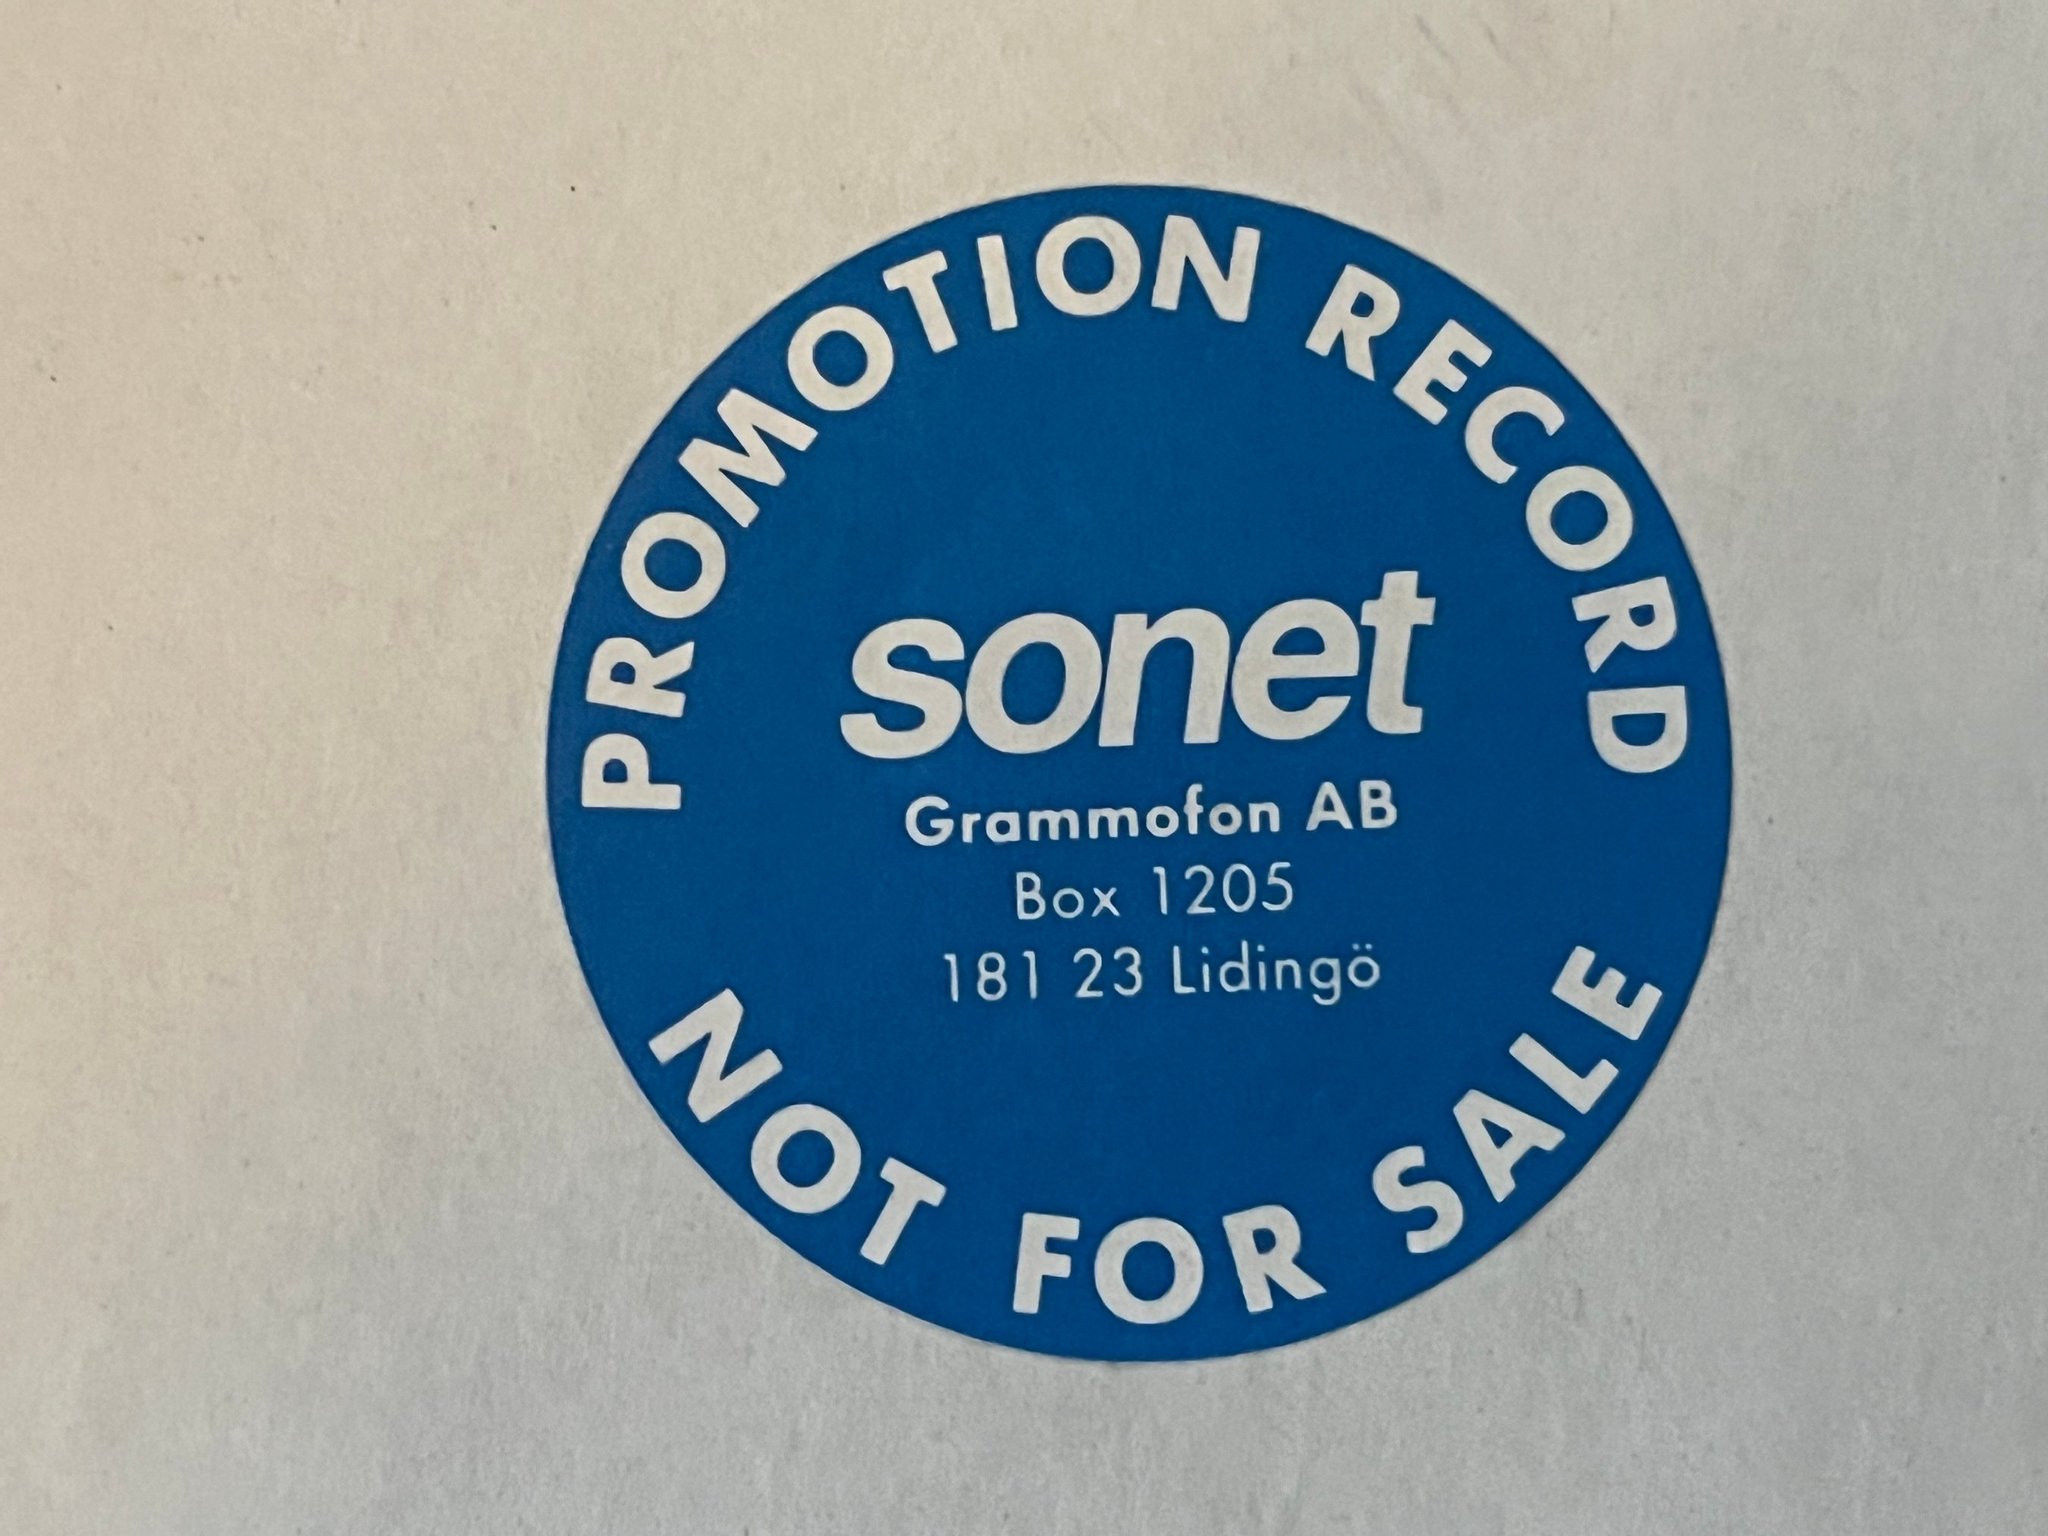 PROMOTION RECORD
sonet
Grammofon AB
Box 1205
181 23 Lidingö
NOT FOR SALE